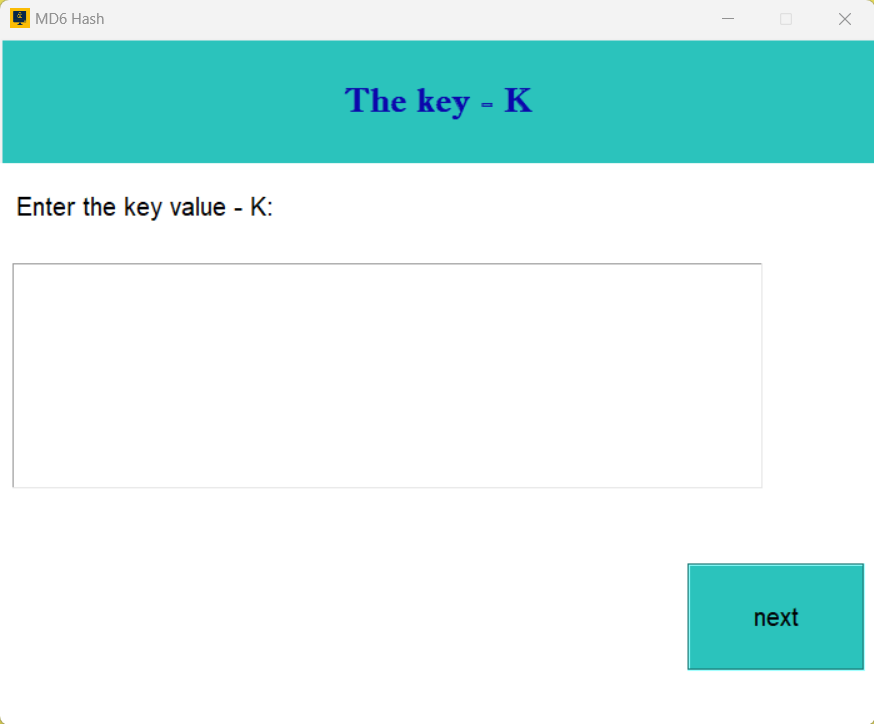 MD6 Hash
The key - K
Enter the key value - K:
next